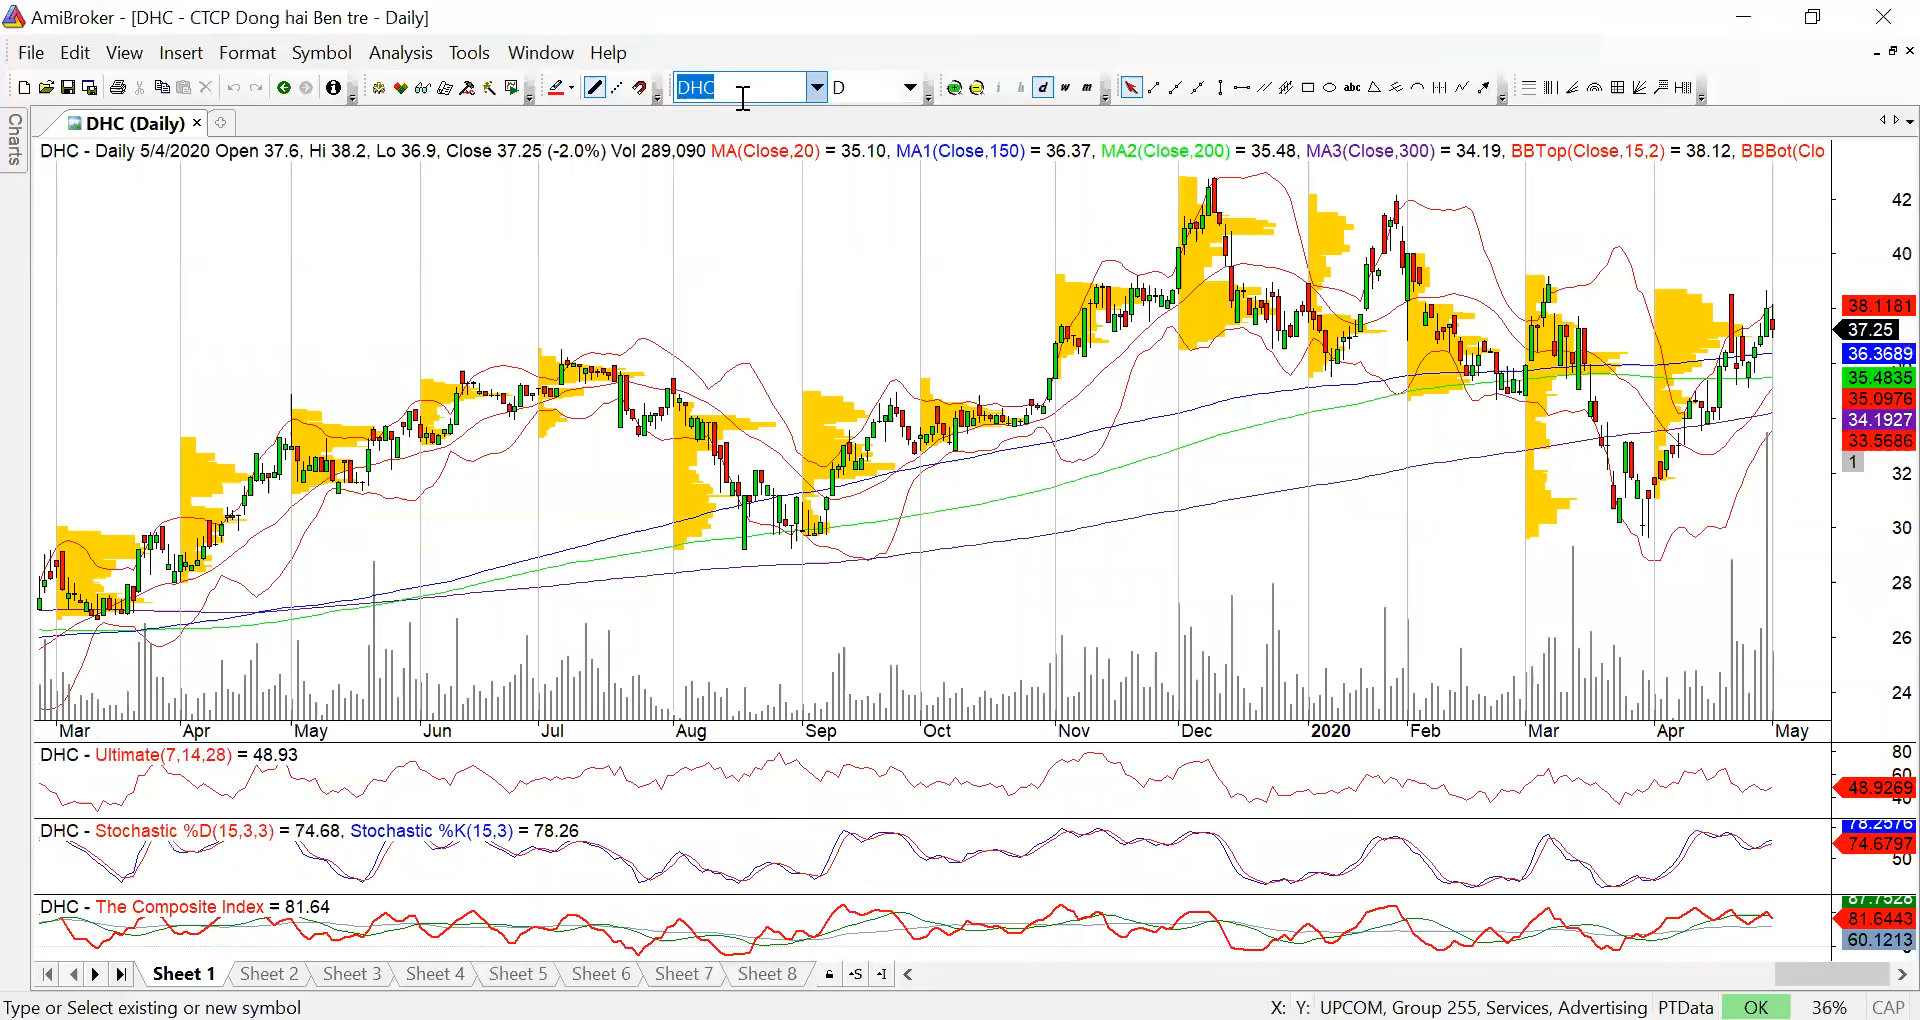 AmiBroker - [DHC - CTCP Dong hai Ben tre - Daily]
File Edit View Insert Format Symbol Analysis Tools Window Help
DHC D i h d w m abc
Charts
DHC (Daily)
DHC - Daily 5/4/2020 Open 37.6, Hi 38.2, Lo 36.9, Close 37.25 (-2.0%) Vol 289,090 MA(Close,20) = 35.10, MA1(Close,150) = 36.37, MA2(Close,200) = 35.48, MA3(Close,300) = 34.19, BBTop(Close,15,2) = 38.12, BBBot(Clo
42
40
38.1181
37.25
36.3689
35.4835
35.0976
34.1927
33.5686
1
32
30
28
26
24
Mar Apr May Jun Jul Aug Sep Oct Nov Dec 2020 Feb Mar Apr May
DHC - Ultimate(7,14,28) = 48.93
80
60
48.9269
40
DHC - Stochastic %D(15,3,3) = 74.68, Stochastic %K(15,3) = 78.26
78.2576
74.6797
50
DHC - The Composite Index = 81.64
87.7528
81.6443
60.1213
Sheet 1 Sheet 2 Sheet 3 Sheet 4 Sheet 5 Sheet 6 Sheet 7 Sheet 8 S I
Type or Select existing or new symbol X: Y: UPCOM, Group 255, Services, Advertising PTData OK 36% CAP